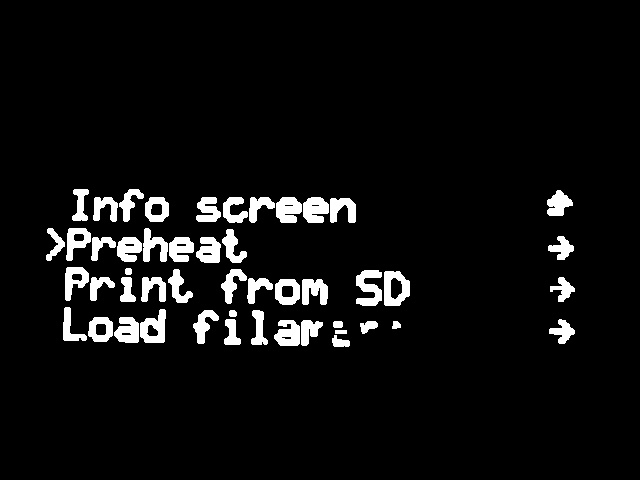 Info screen
>Preheat →
Print from SD →
Load →